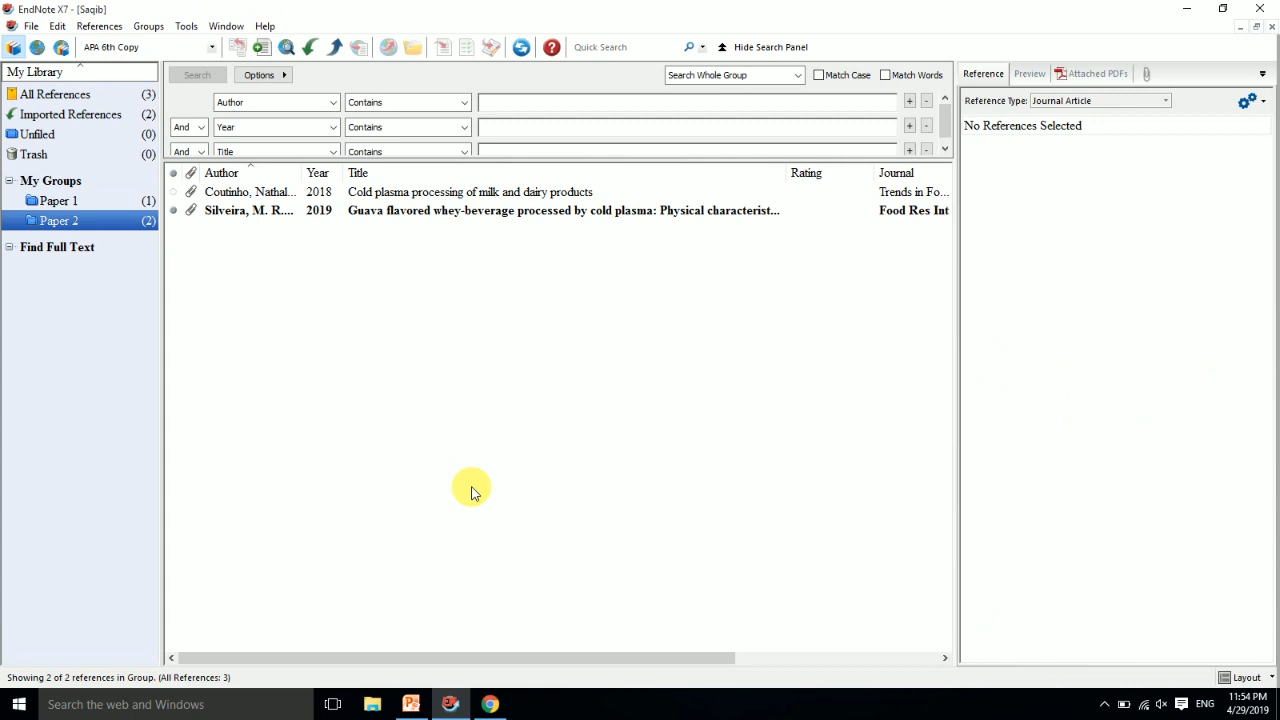 EndNote X7 - [Saqib]
File Edit References Groups Tools Window Help
APA 6th Copy Quick Search Hide Search Panel
My Library
All References (3)
Imported References (2)
Unfiled (0)
Trash (0)
My Groups
Paper 1 (1)
Paper 2 (2)
Find Full Text
Search Options Search Whole Group Match Case Match Words
Author Contains + -
And Year Contains + -
And Title Contains + -
Author Year Title Rating Journal
Coutinho, Nathal... 2018 Cold plasma processing of milk and dairy products Trends in Fo...
Silveira, M. R.... 2019 Guava flavored whey-beverage processed by cold plasma: Physical characterist... Food Res Int
Reference Preview Attached PDFs
Reference Type: Journal Article
No References Selected
Showing 2 of 2 references in Group. (All References: 3) Layout
Search the web and Windows
ENG
11:54 PM
4/29/2019